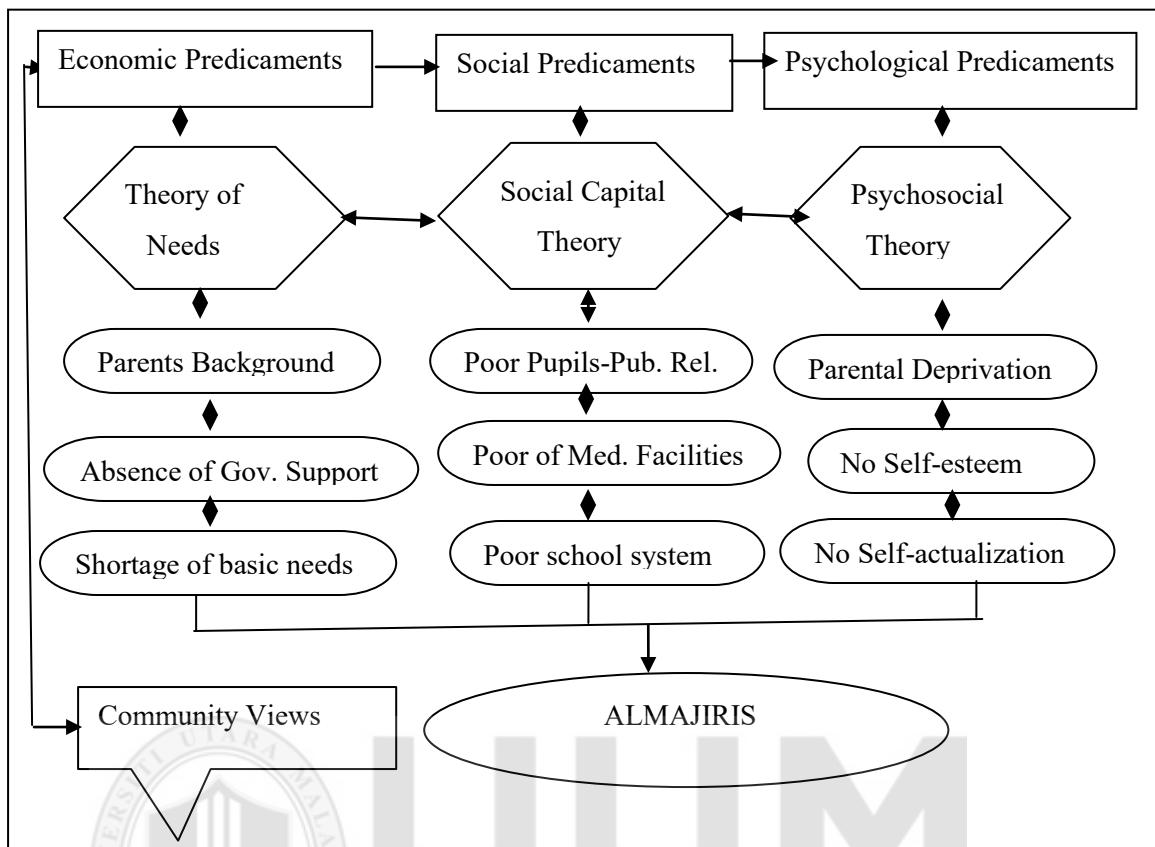 Economic Predicaments
Social Predicaments
Psychological Predicaments
Theory of
Needs
Social Capital
Theory
Psychosocial
Theory
Parents Background
Poor Pupils-Pub. Rel.
Parental Deprivation
Absence of Gov. Support
Poor of Med. Facilities
No Self-esteem
Shortage of basic needs
Poor school system
No Self-actualization
Community Views
ALMAJIRIS
UTARA
UUM